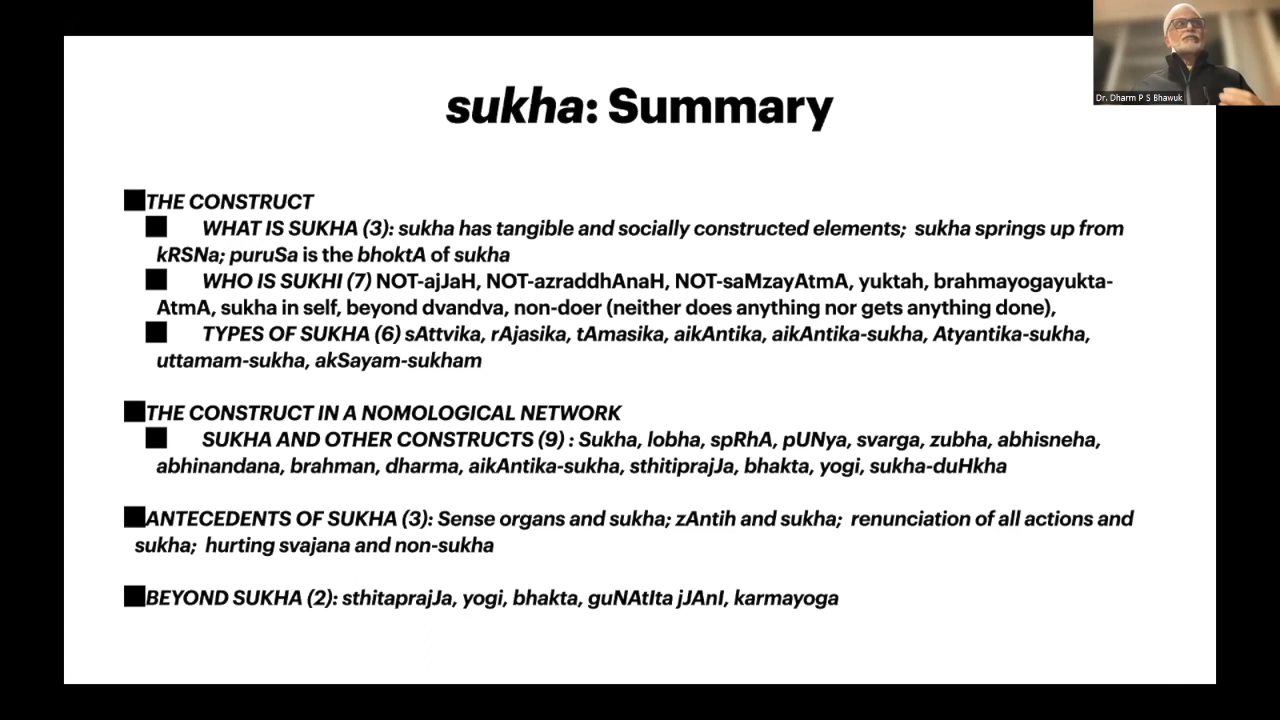 sukha: Summary
Dr. Dharm P S Bhawuk
THE CONSTRUCT
WHAT IS SUKHA (3): sukha has tangible and socially constructed elements; sukha springs up from
kRSNa; puruSa is the bhoktA of sukha
WHO IS SUKHI (7) NOT-ajJaH, NOT-azraddhAnaH, NOT-saMzayAtmA, yuktah, brahmayogayukta-
AtmA, sukha in self, beyond dvandva, non-doer (neither does anything nor gets anything done),
TYPES OF SUKHA (6) sAttvika, rAjasika, tAmasika, aikAntika, aikAntika-sukha, Atyantika-sukha,
uttamam-sukha, akSayam-sukham
THE CONSTRUCT IN A NOMOLOGICAL NETWORK
SUKHA AND OTHER CONSTRUCTS (9) : Sukha, lobha, spRhA, pUNya, svarga, zubha, abhisneha,
abhinandana, brahman, dharma, aikAntika-sukha, sthitiprajJa, bhakta, yogi, sukha-duHkha
ANTECEDENTS OF SUKHA (3): Sense organs and sukha; zAntih and sukha; renunciation of all actions and
sukha; hurting svajana and non-sukha
BEYOND SUKHA (2): sthitaprajJa, yogi, bhakta, guNAtIta jJAnI, karmayoga